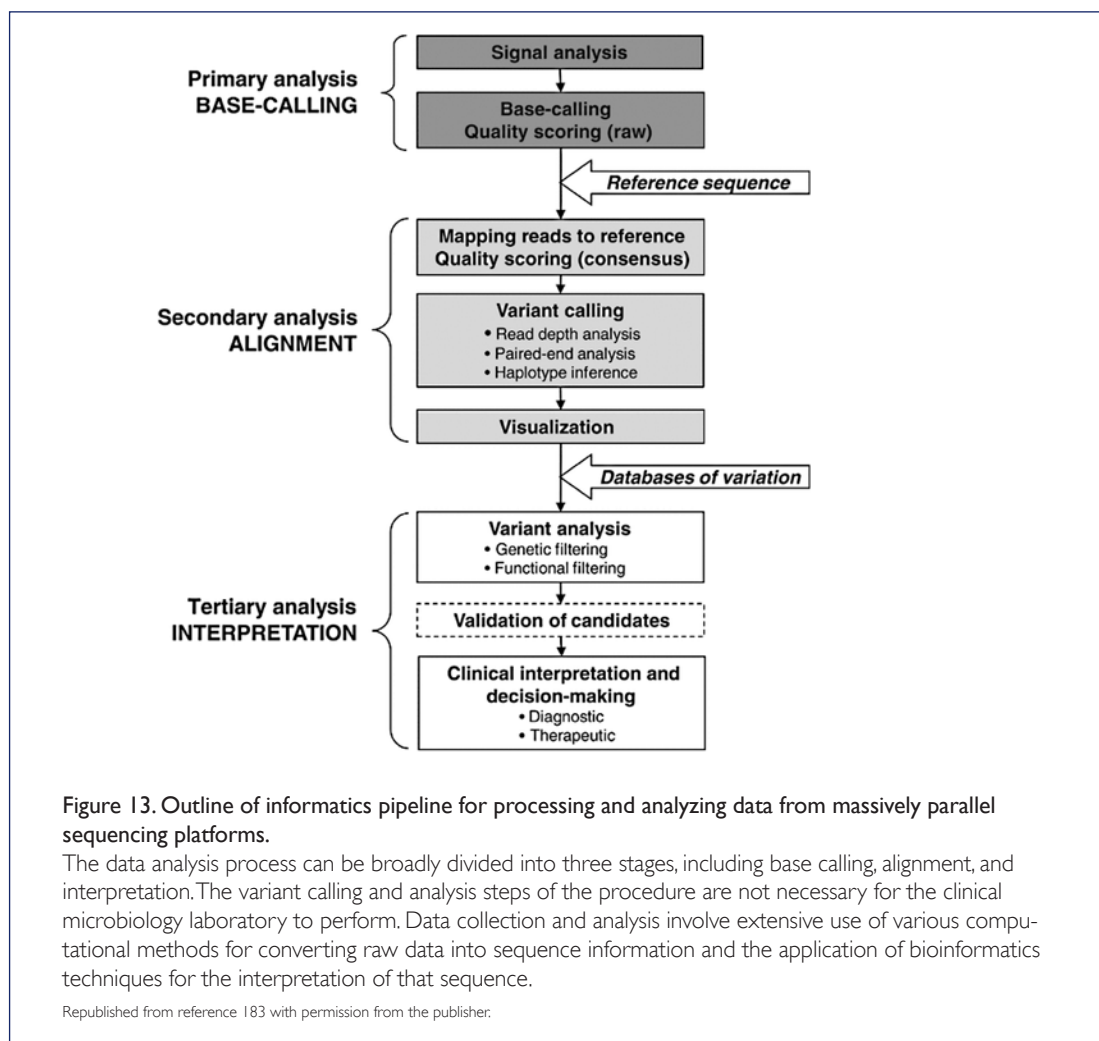 Signal analysis
Primary analysis
BASE-CALLING
Base-calling
Quality scoring (raw)
Reference sequence
Mapping reads to reference
Quality scoring (consensus)
Secondary analysis
ALIGNMENT
Variant calling
• Read depth analysis
• Paired-end analysis
• Haplotype inference
Visualization
Databases of variation
Variant analysis
• Genetic filtering
• Functional filtering
Tertiary analysis
INTERPRETATION
Validation of candidates
Clinical interpretation and
decision-making
• Diagnostic
• Therapeutic
Figure 13. Outline of informatics pipeline for processing and analyzing data from massively parallel
sequencing platforms.
The data analysis process can be broadly divided into three stages, including base calling, alignment, and
interpretation. The variant calling and analysis steps of the procedure are not necessary for the clinical
microbiology laboratory to perform. Data collection and analysis involve extensive use of various compu-
tational methods for converting raw data into sequence information and the application of bioinformatics
techniques for the interpretation of that sequence.
Republished from reference 183 with permission from the publisher.